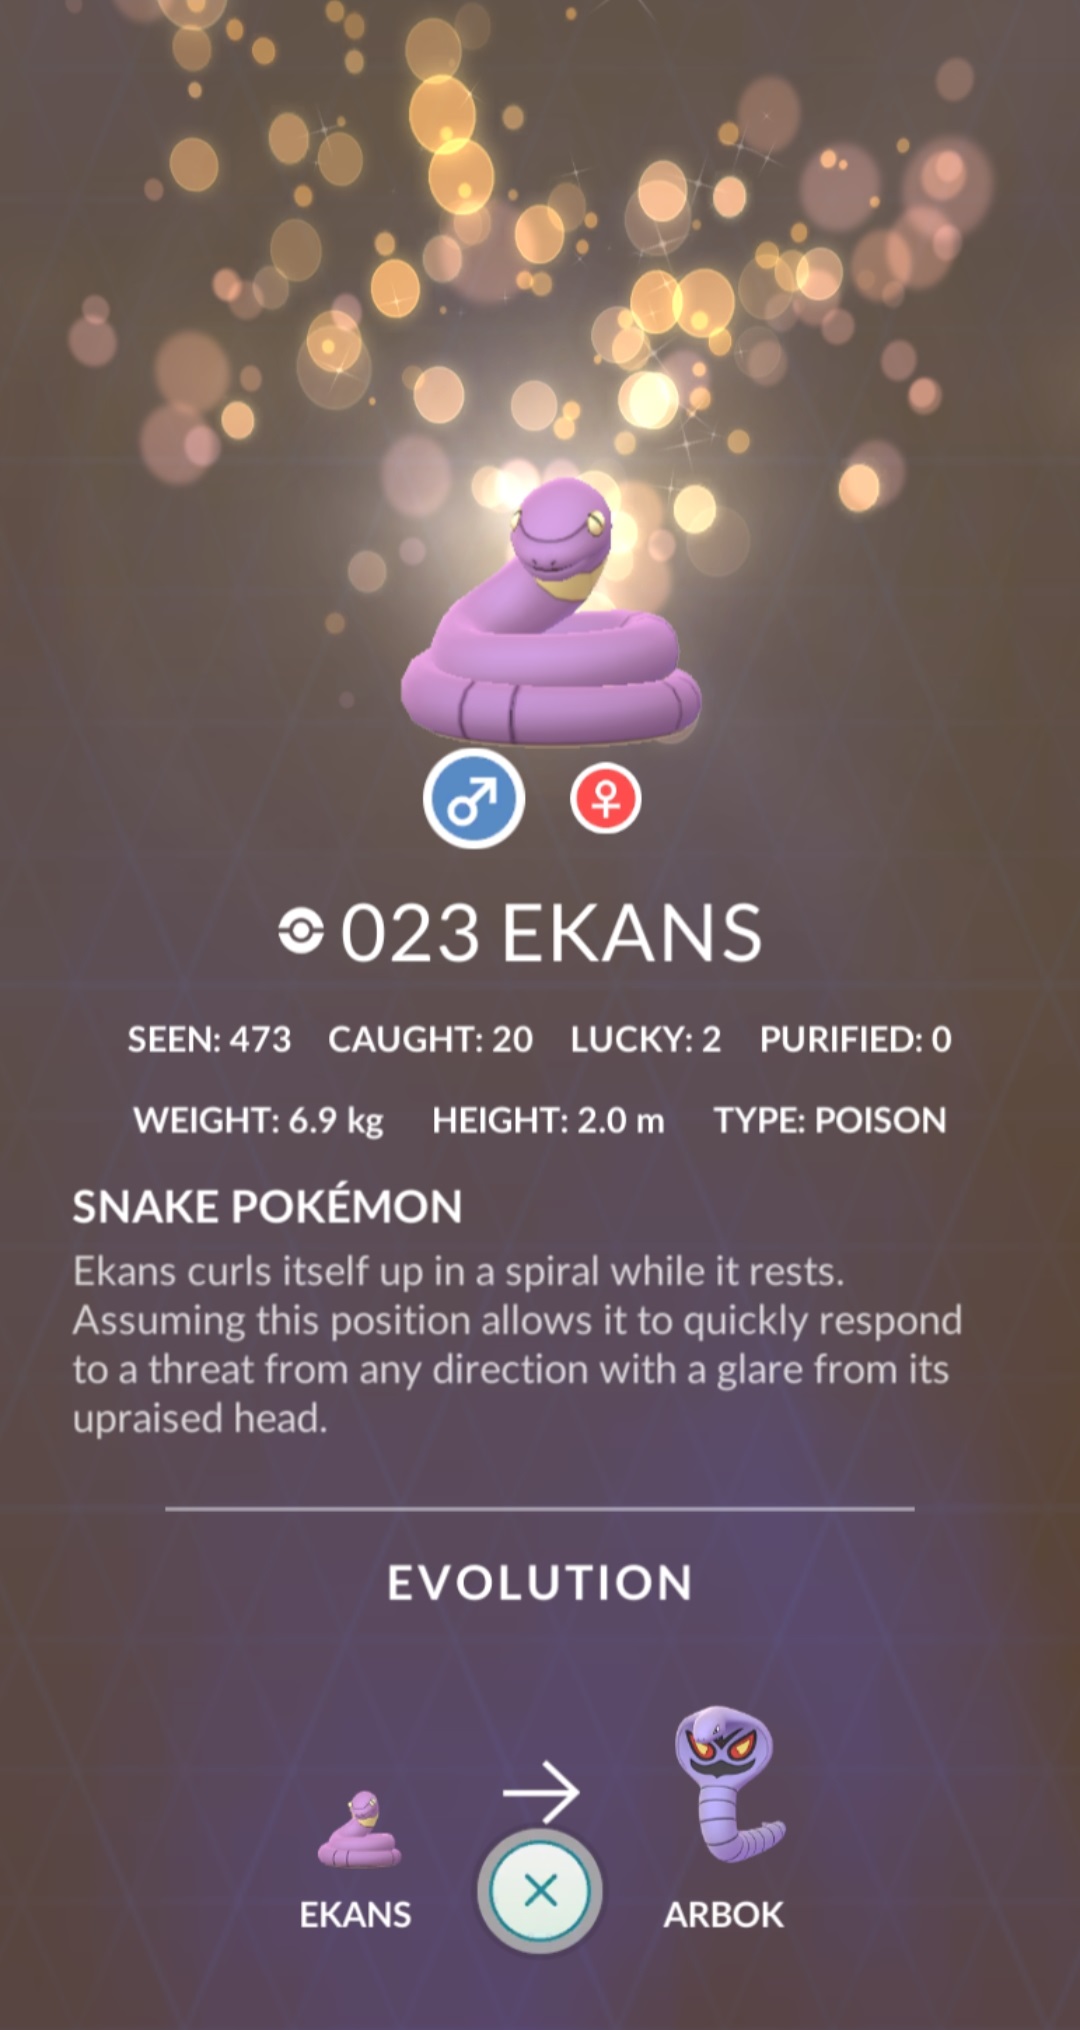 023 EKANS
SEEN: 473 CAUGHT: 20 LUCKY: 2 PURIFIED: 0
WEIGHT: 6.9 kg HEIGHT: 2.0 m TYPE: POISON
SNAKE POKÉMON
Ekans curls itself up in a spiral while it rests.
Assuming this position allows it to quickly respond
to a threat from any direction with a glare from its
upraised head.
EVOLUTION
EKANS ARBOK